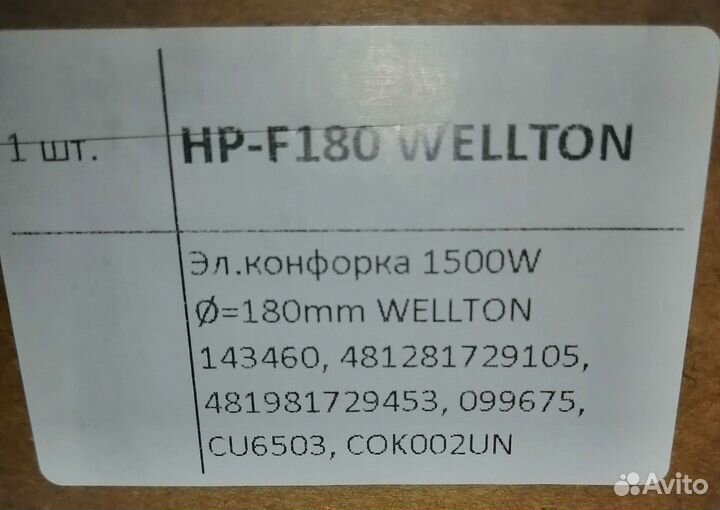 1 шт.
HP-F180 WELLTON
Эл.конфорка 1500W
Ø=180mm WELLTON
143460, 481281729105,
481981729453, 099675,
CU6503, COK002UN
Avito